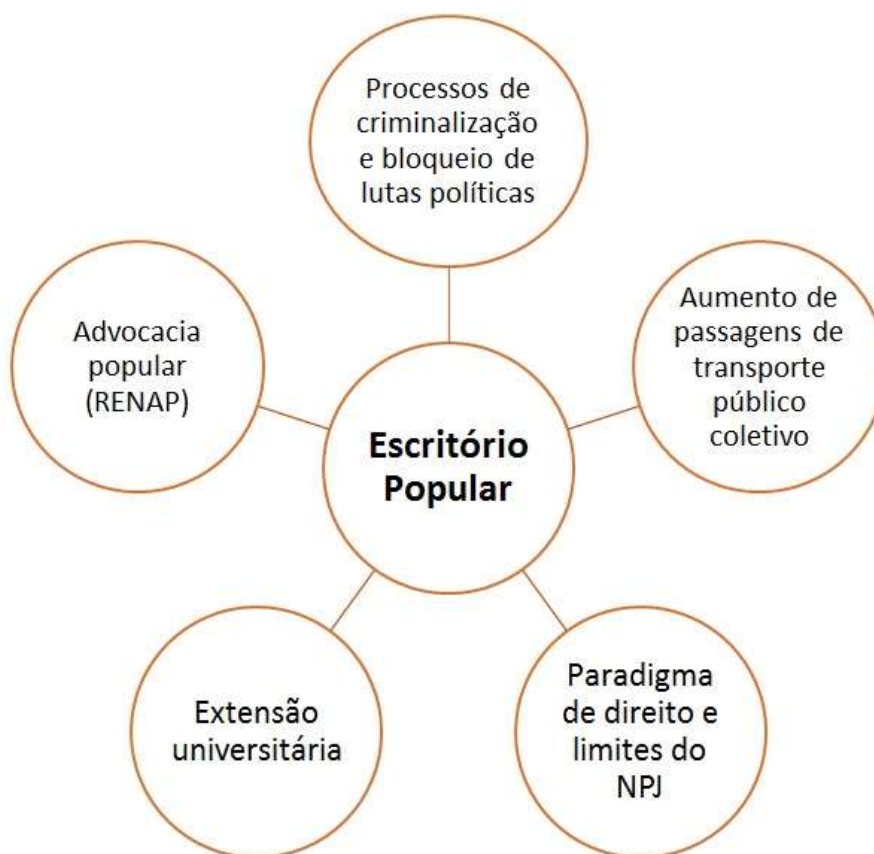 Processos de
criminalização
e bloqueio de
lutas políticas
Advocacia
popular
(RENAP)
Aumento de
passagens de
transporte
público
coletivo
Escritório
Popular
Extensão
universitária
Paradigma
de direito e
limites do
NPJ